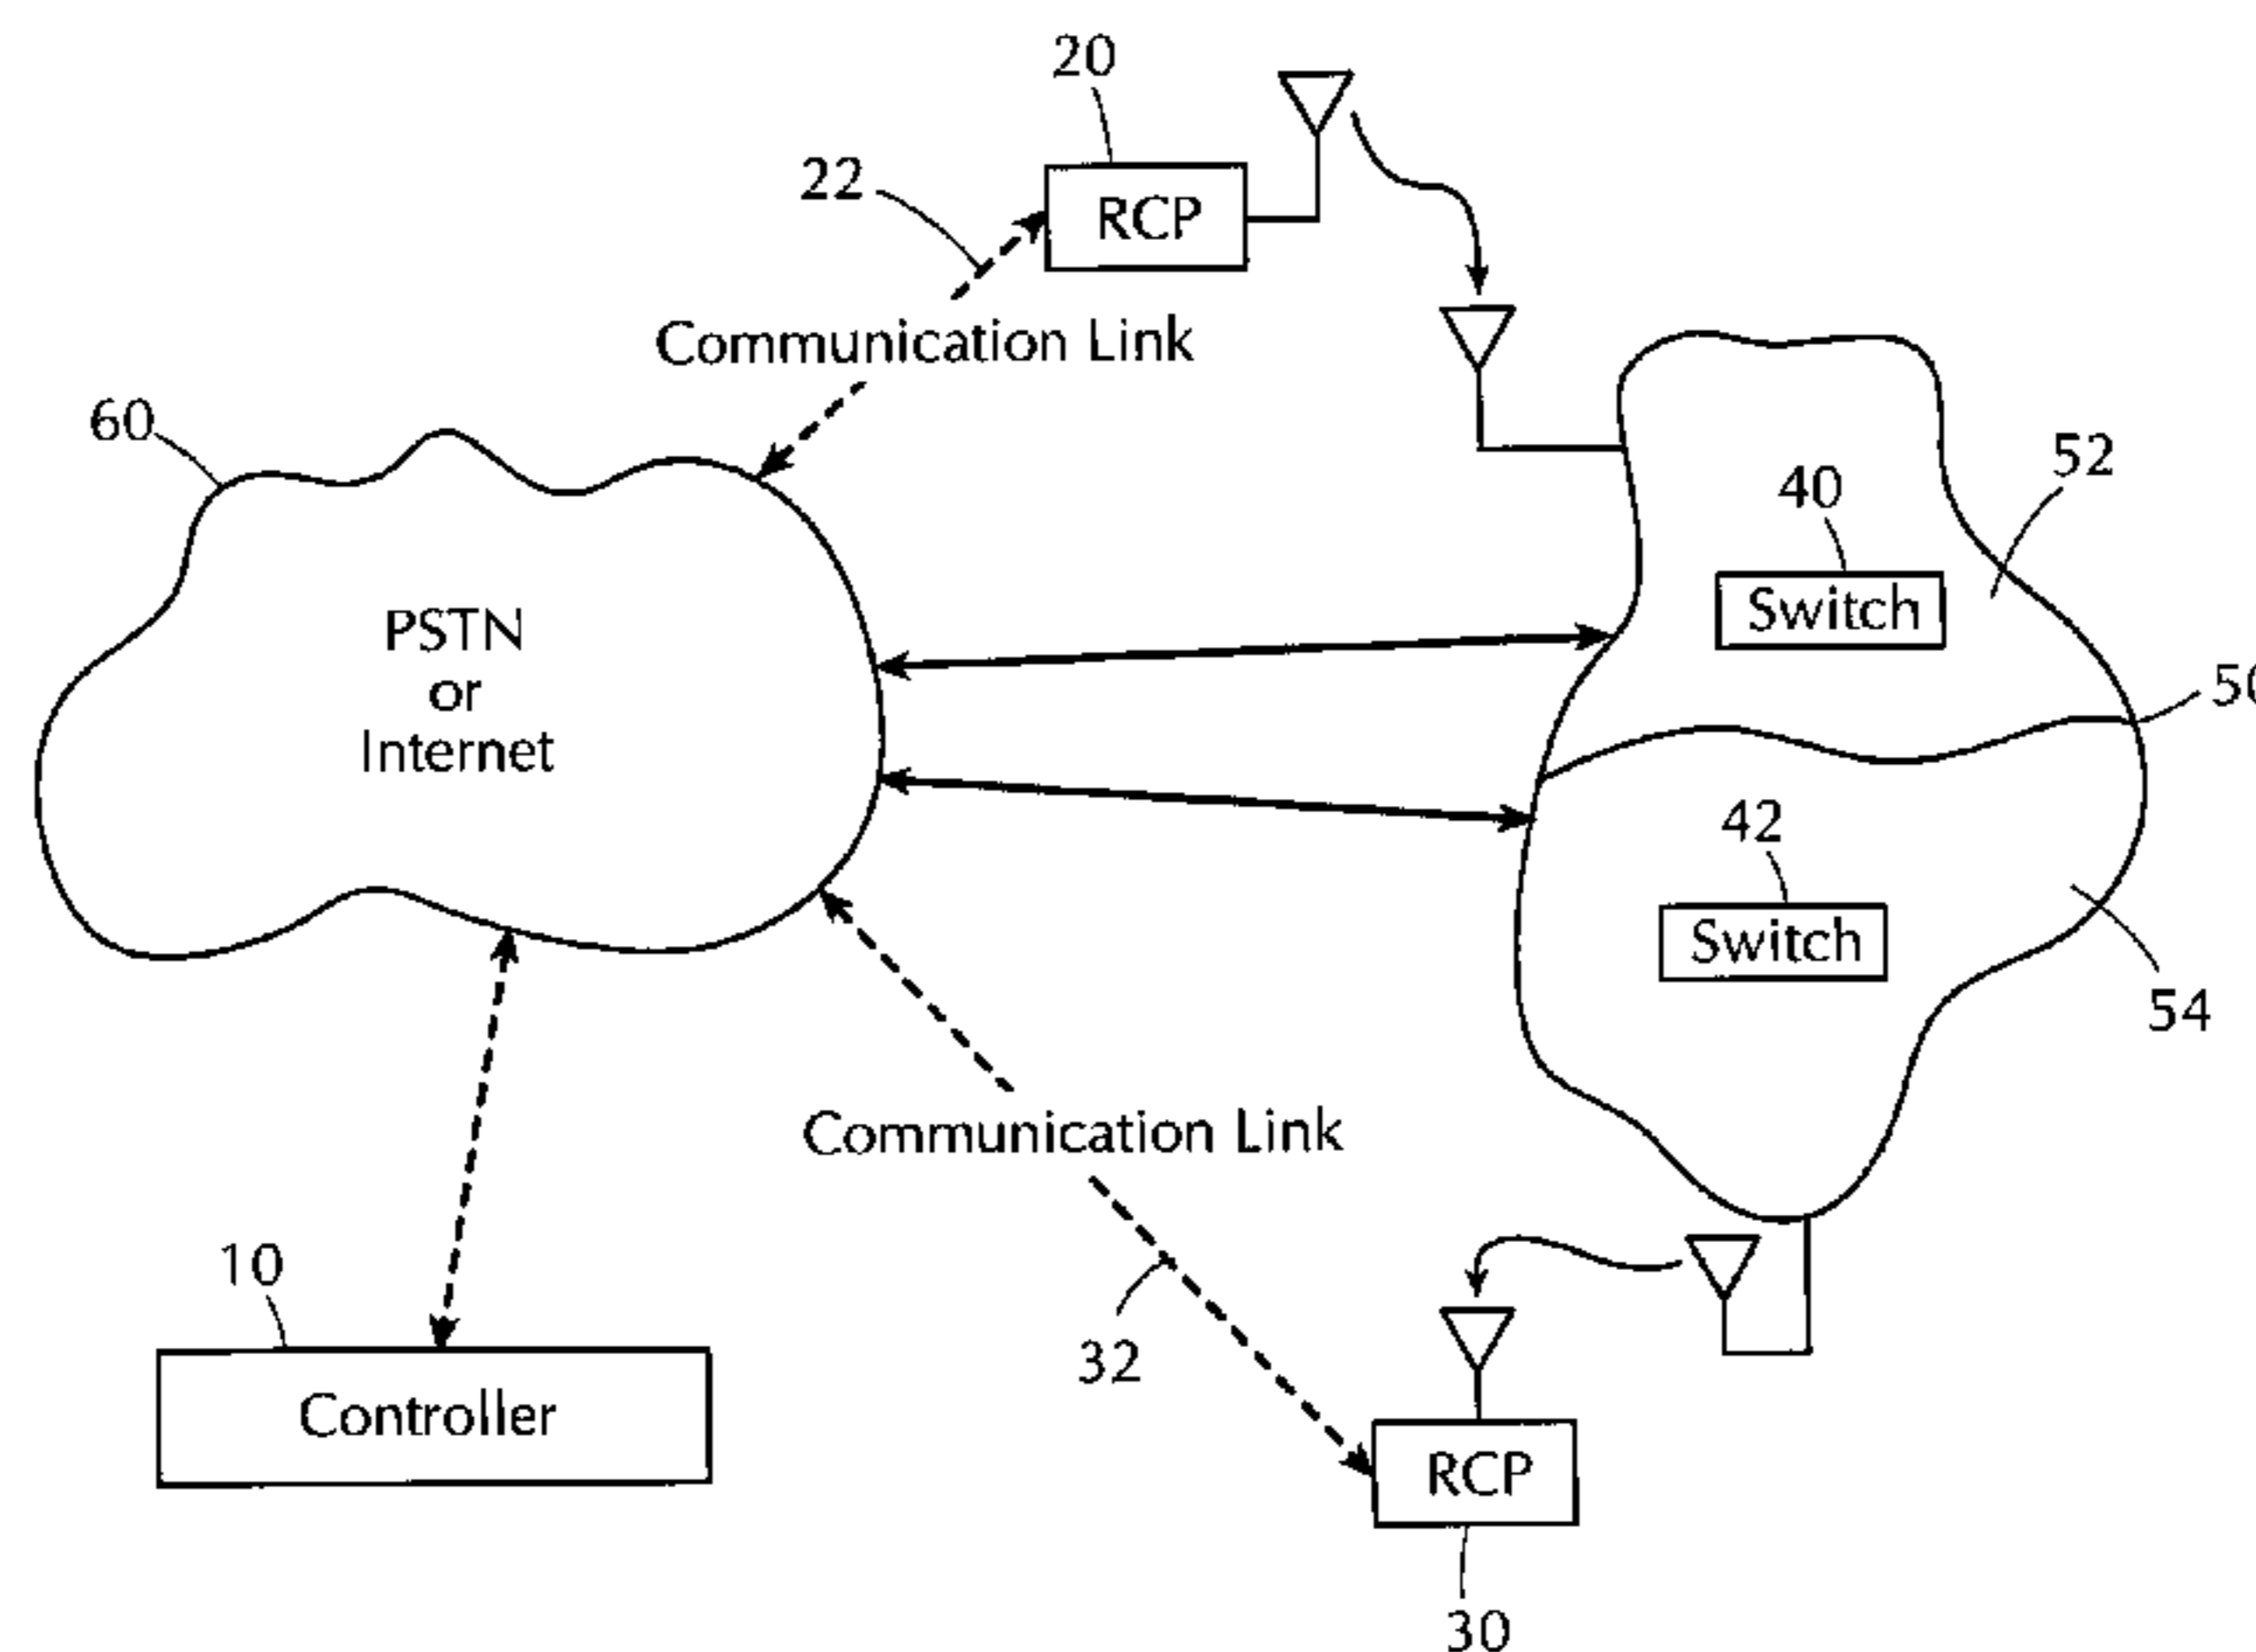 20
22
RCP
Communication Link
60
52
40
Switch
PSTN
or
Internet
42
Switch
54
Communication Link
10
Controller
32
RCP
30